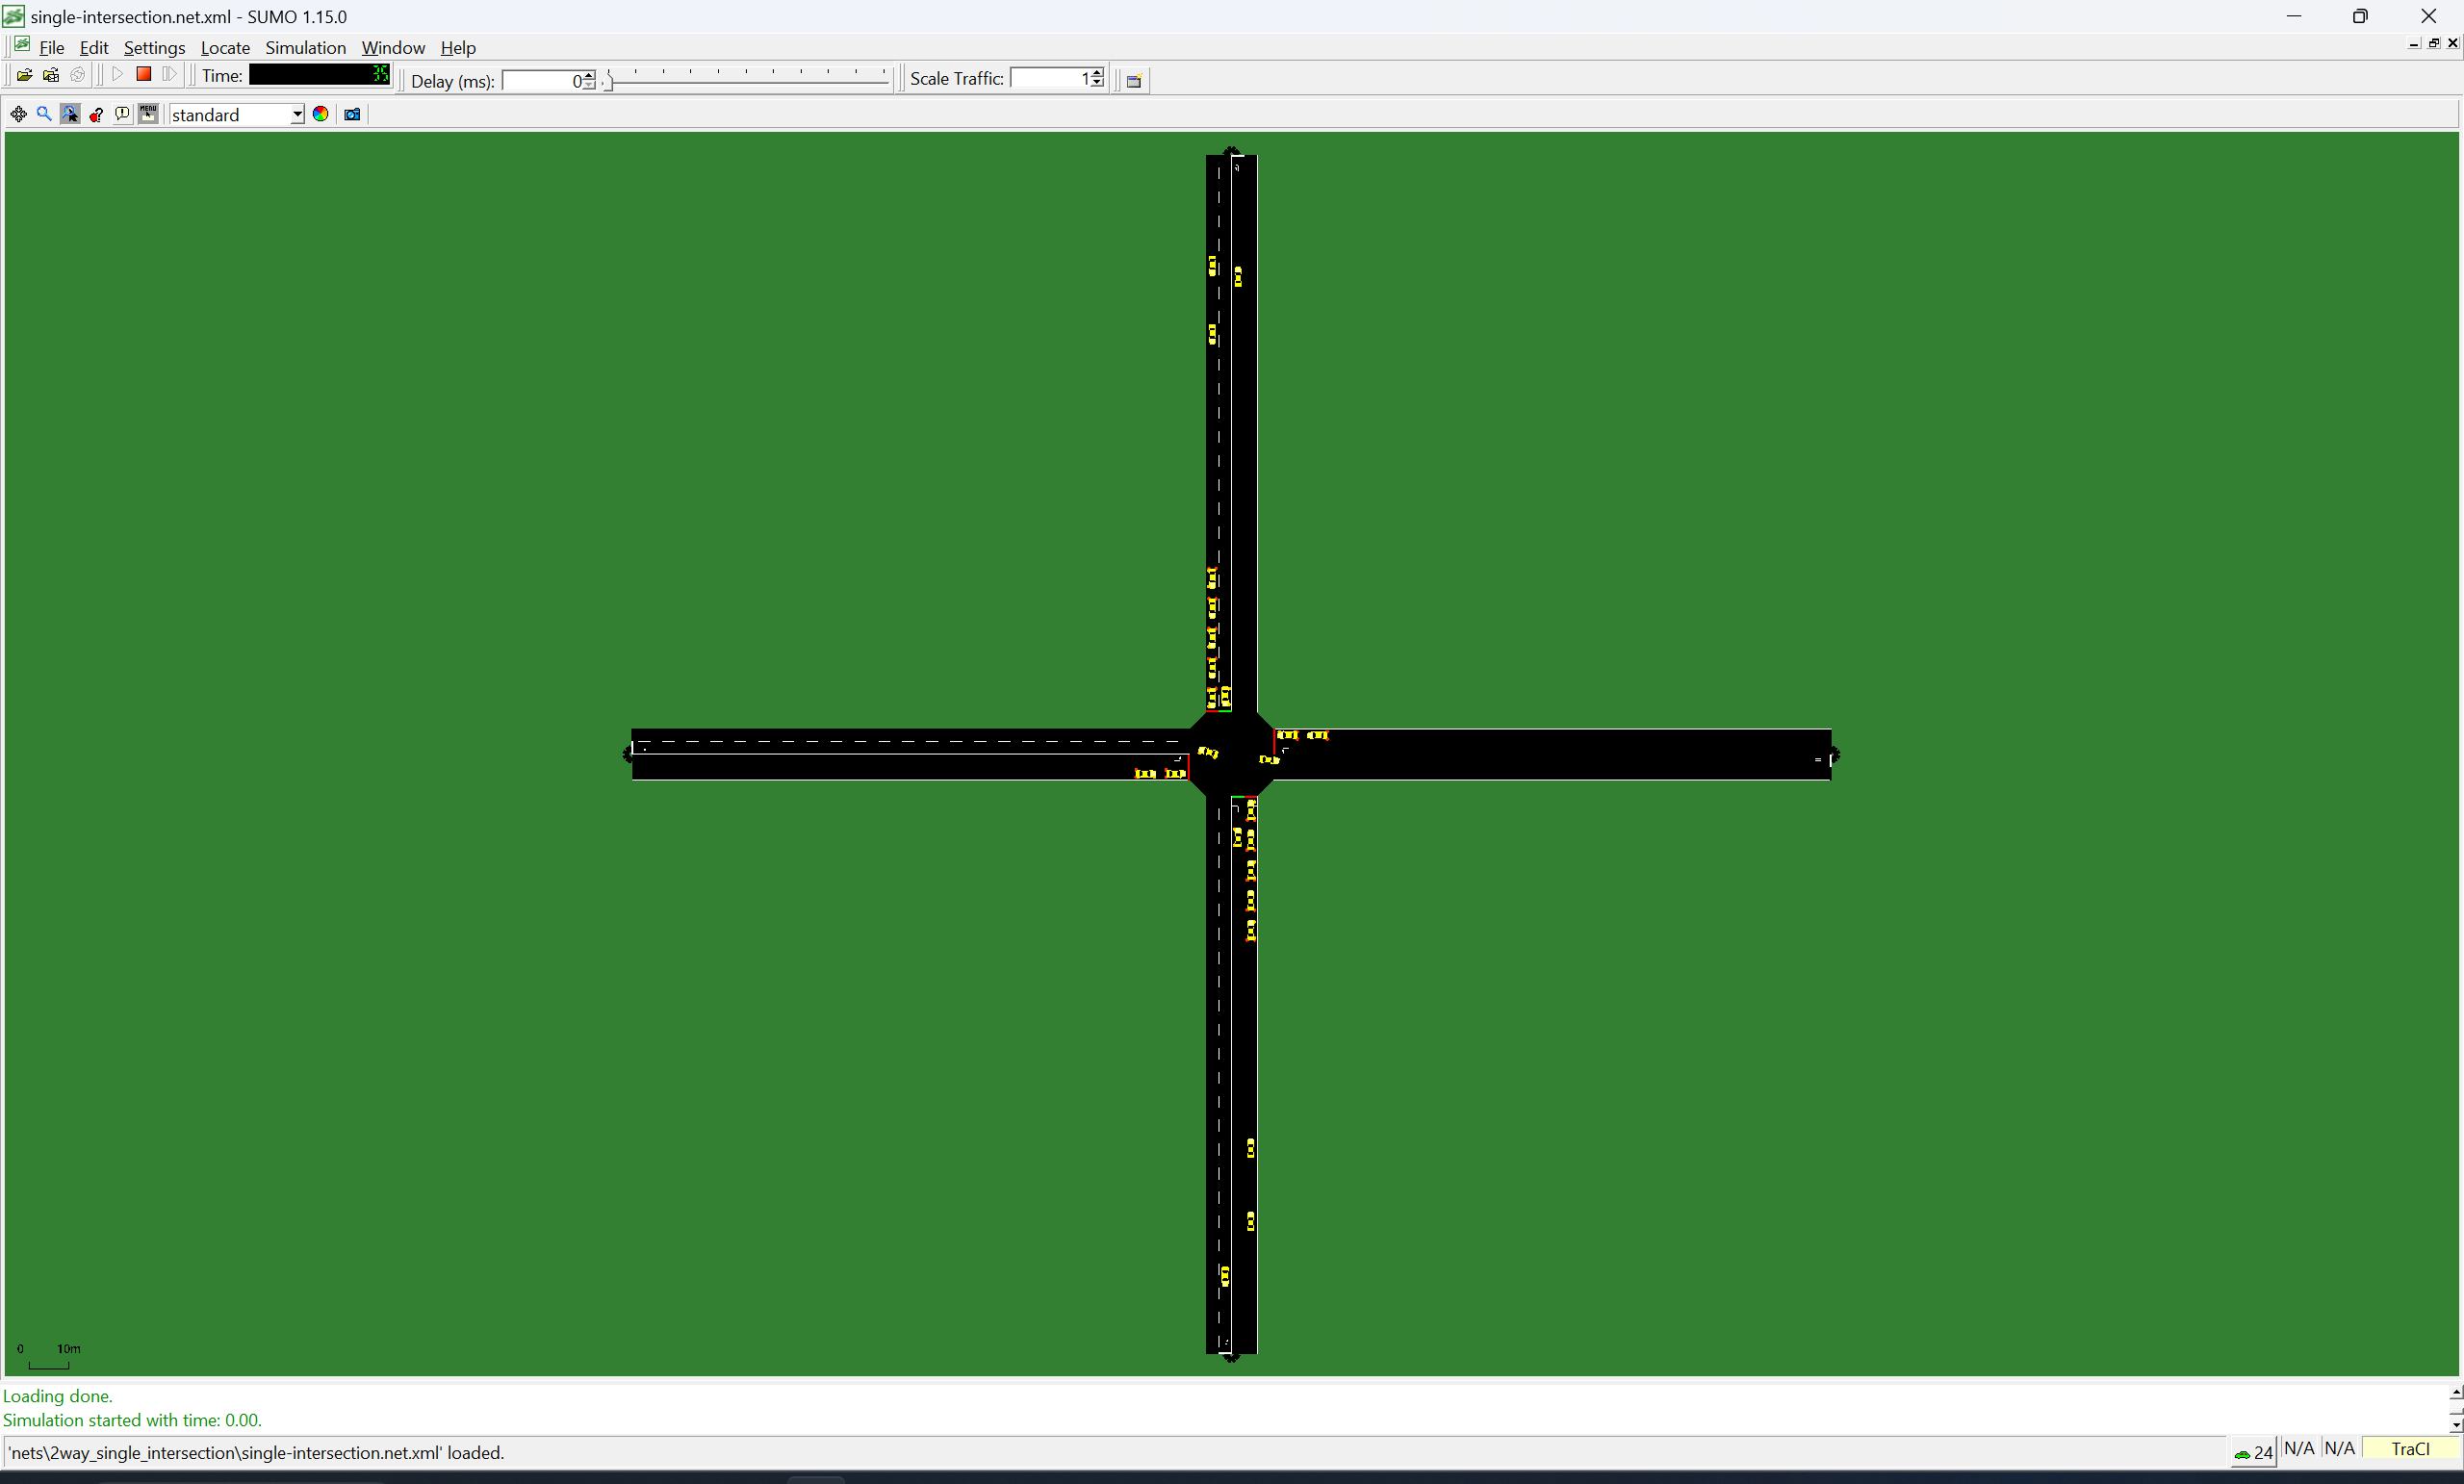 single-intersection.net.xml - SUMO 1.15.0
File Edit Settings Locate Simulation Window Help
Time: 35 Delay (ms): 0 Scale Traffic: 1
MENU standard
0 10m
Loading done.
Simulation started with time: 0.00.
'nets\2way_single_intersection\single-intersection.net.xml' loaded. 24 N/A N/A TraCI